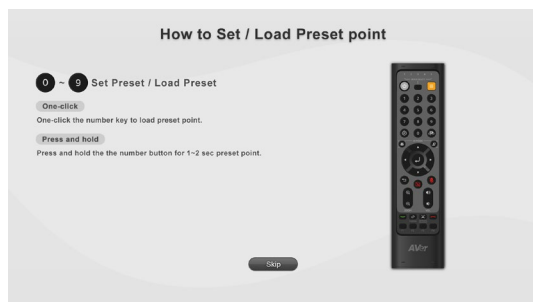 How to Set / Load Preset point
0 ~ 9 Set Preset / Load Preset
One-click
One-click the number key to load preset point.
Press and hold
Press and hold the the number button for 1~2 sec preset point.
Skip
AVer